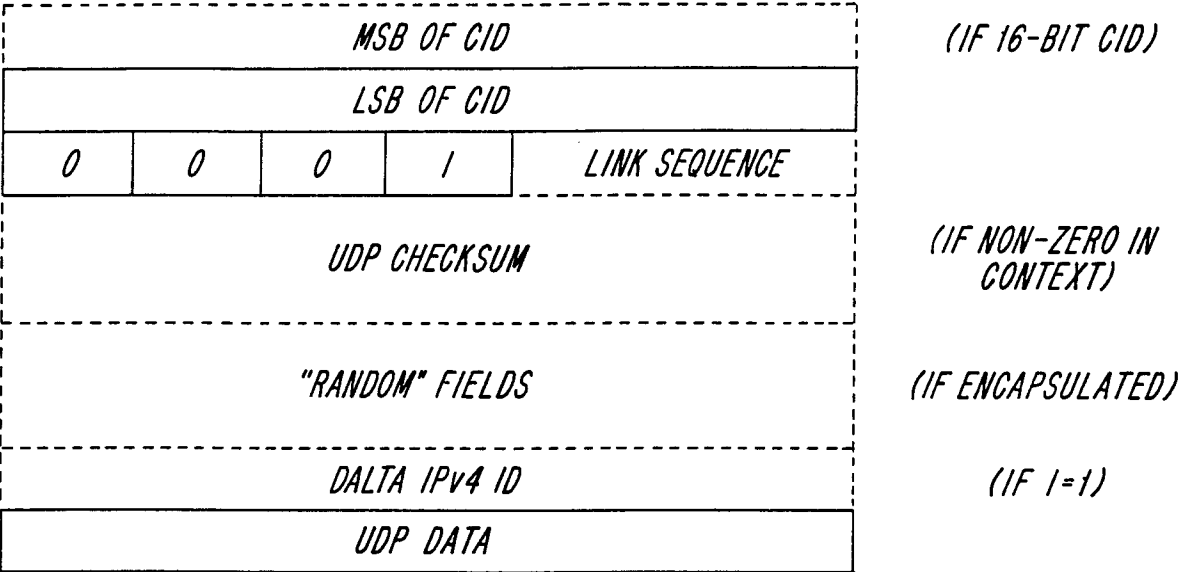 MSB OF CID (IF 16-BIT CID)
LSB OF CID
0 0 0 I LINK SEQUENCE
UDP CHECKSUM (IF NON-ZERO IN CONTEXT)
"RANDOM" FIELDS (IF ENCAPSULATED)
DALTA IPv4 ID (IF I=1)
UDP DATA